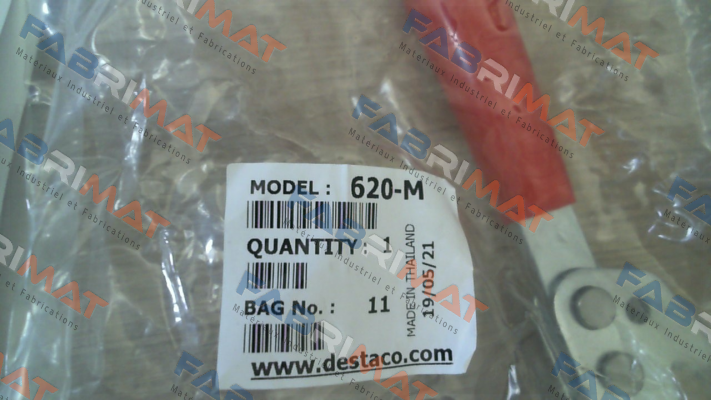 MODEL : 620-M
QUANTITY : 1
BAG No. : 11
MADE IN THAILAND
19/05/21
www.destaco.com
FABRIMAT
Materiaux Industriel et Fabrications